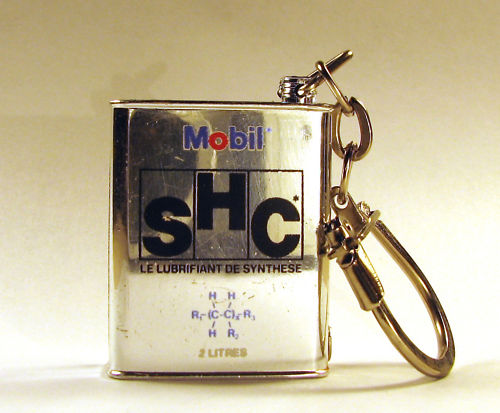 Mobil*
SHC*
LE LUBRIFIANT DE SYNTHESE
H H
R₁-(C-C)ₓ-R₃
H R₂
2 LITRES